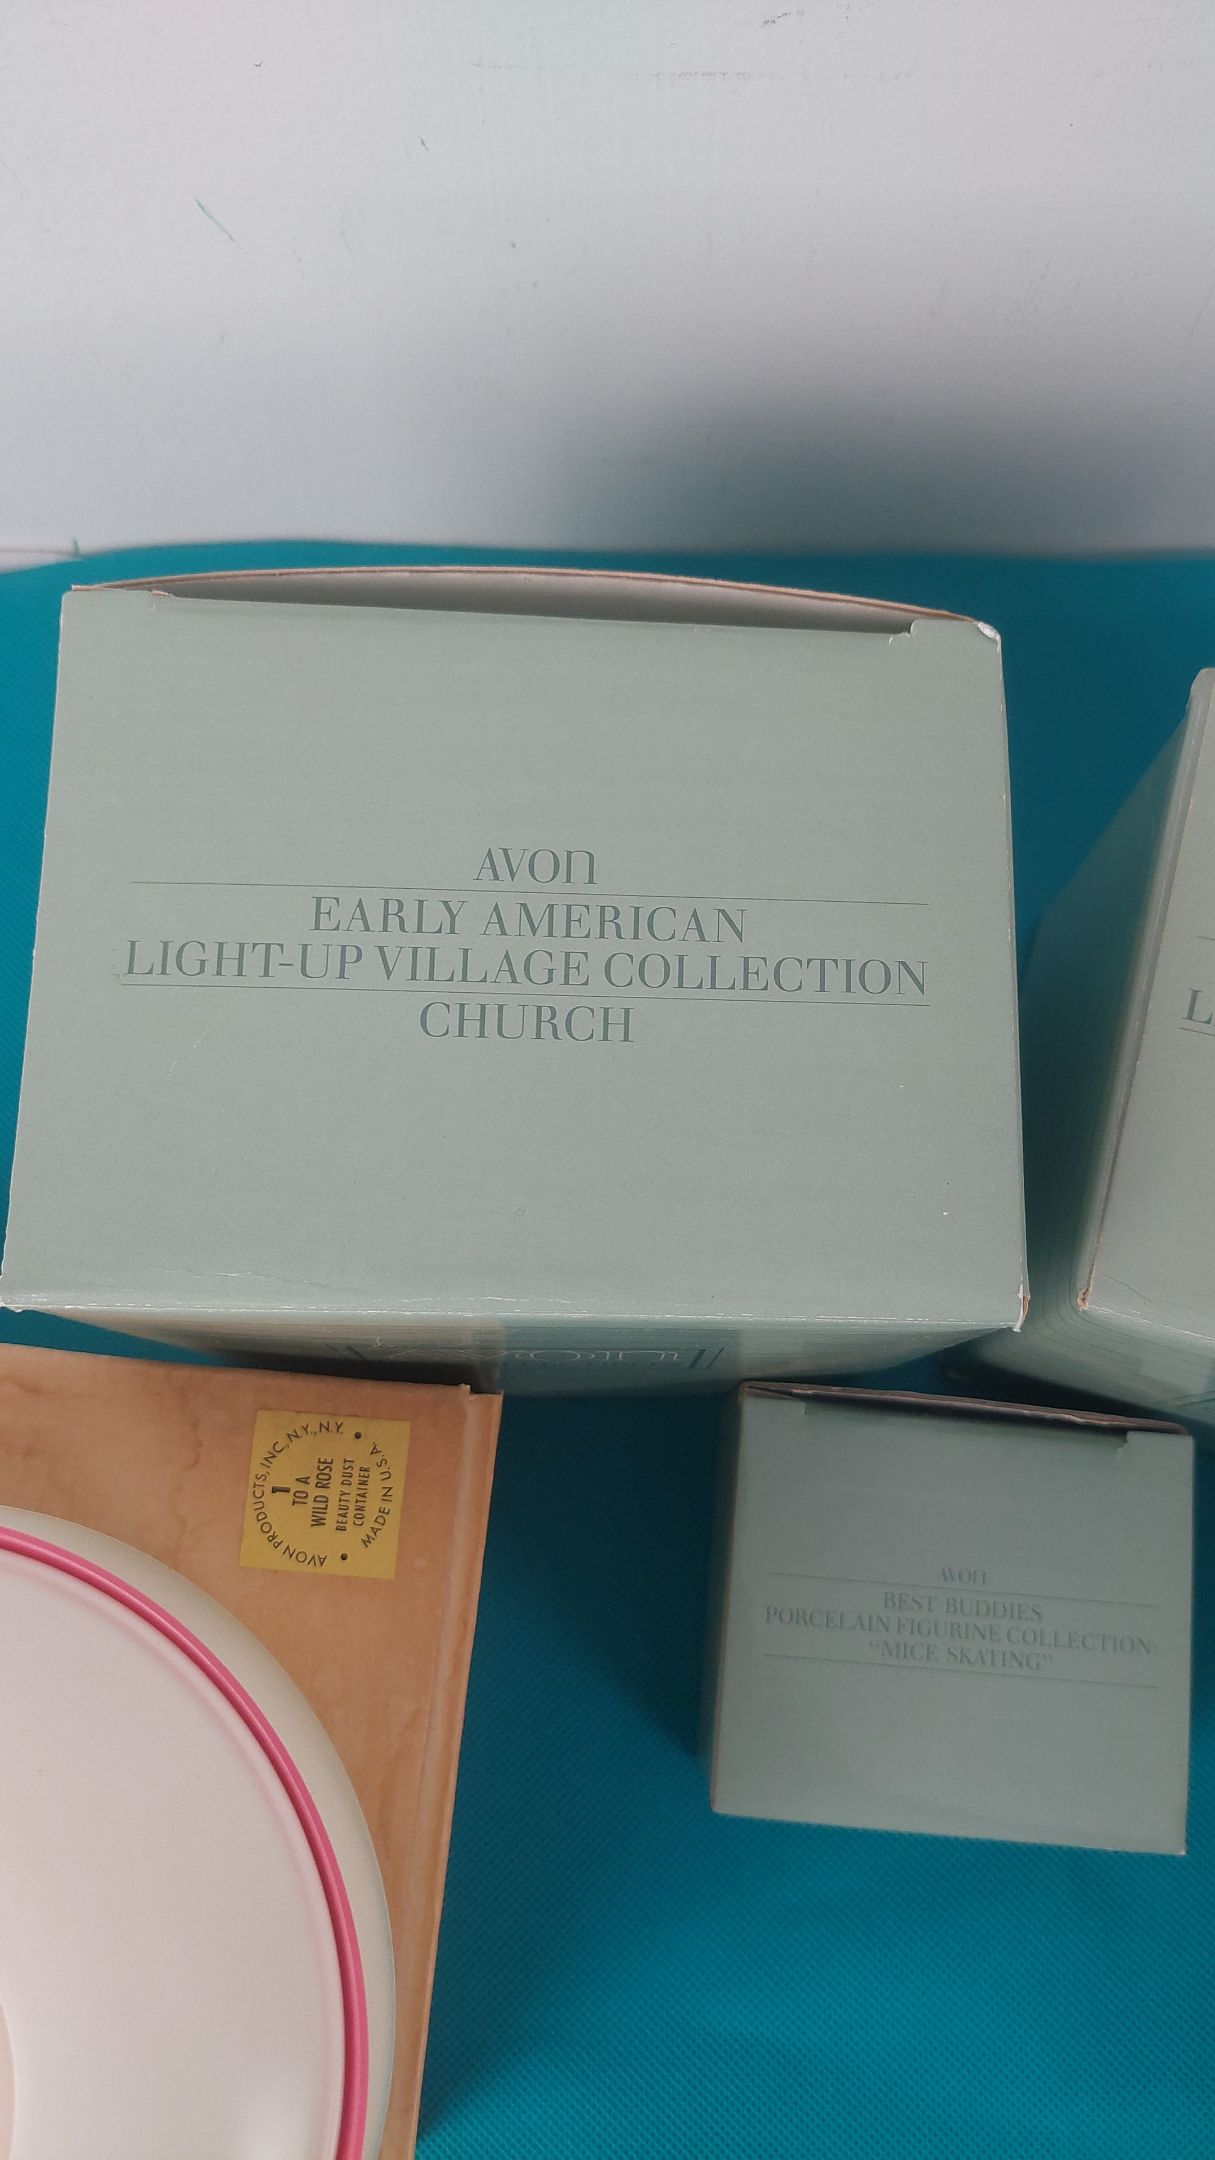 AVON
EARLY AMERICAN
LIGHT-UP VILLAGE COLLECTION
CHURCH
L
AVON PRODUCTS, INC., N.Y., N.Y.
1
TO A
WILD ROSE
BEAUTY DUST
CONTAINER
MADE IN U.S.A.
AVON
BEST BUDDIES
PORCELAIN FIGURINE COLLECTION:
"MICE SKATING"